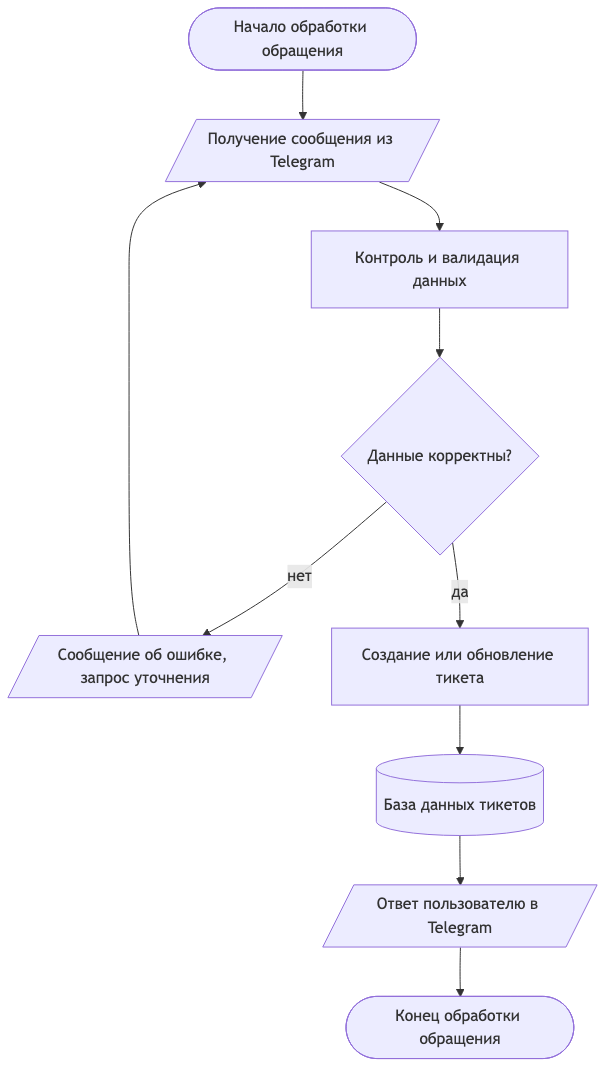 Начало обработки
обращения
Получение сообщения из
Telegram
Контроль и валидация
данных
Данные корректны?
нет
да
Сообщение об ошибке,
запрос уточнения
Создание или обновление
тикета
База данных тикетов
Ответ пользователю в
Telegram
Конец обработки
обращения